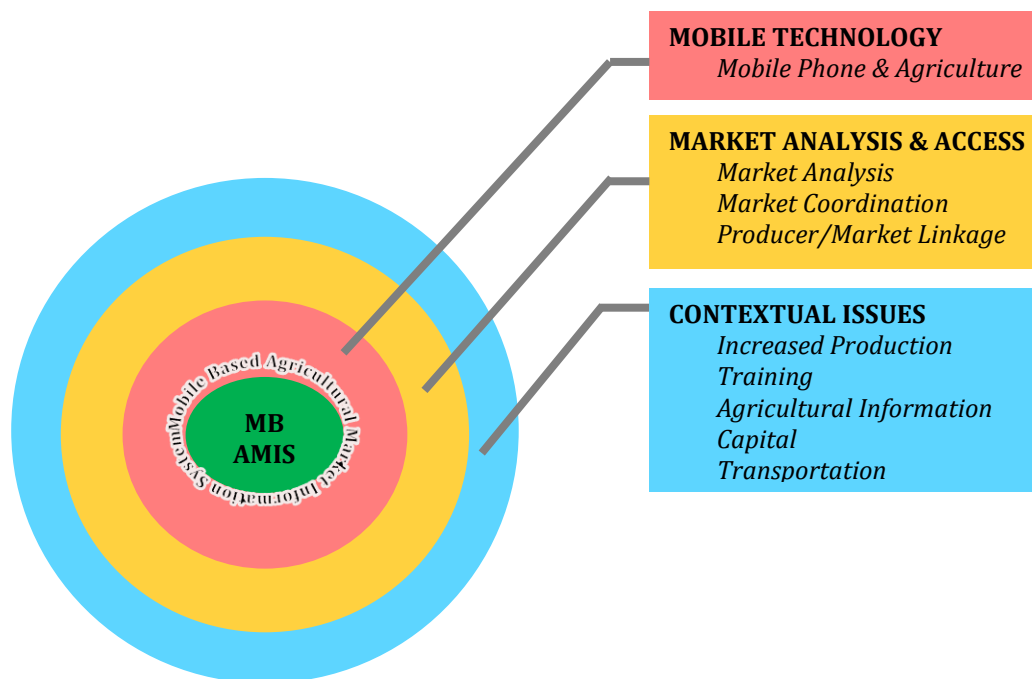 MOBILE TECHNOLOGY
Mobile Phone & Agriculture
MARKET ANALYSIS & ACCESS
Market Analysis
Market Coordination
Producer/Market Linkage
CONTEXTUAL ISSUES
Increased Production
Training
Agricultural Information
Capital
Transportation
Mobile Based Agricultural Market Information System
MB
AMIS